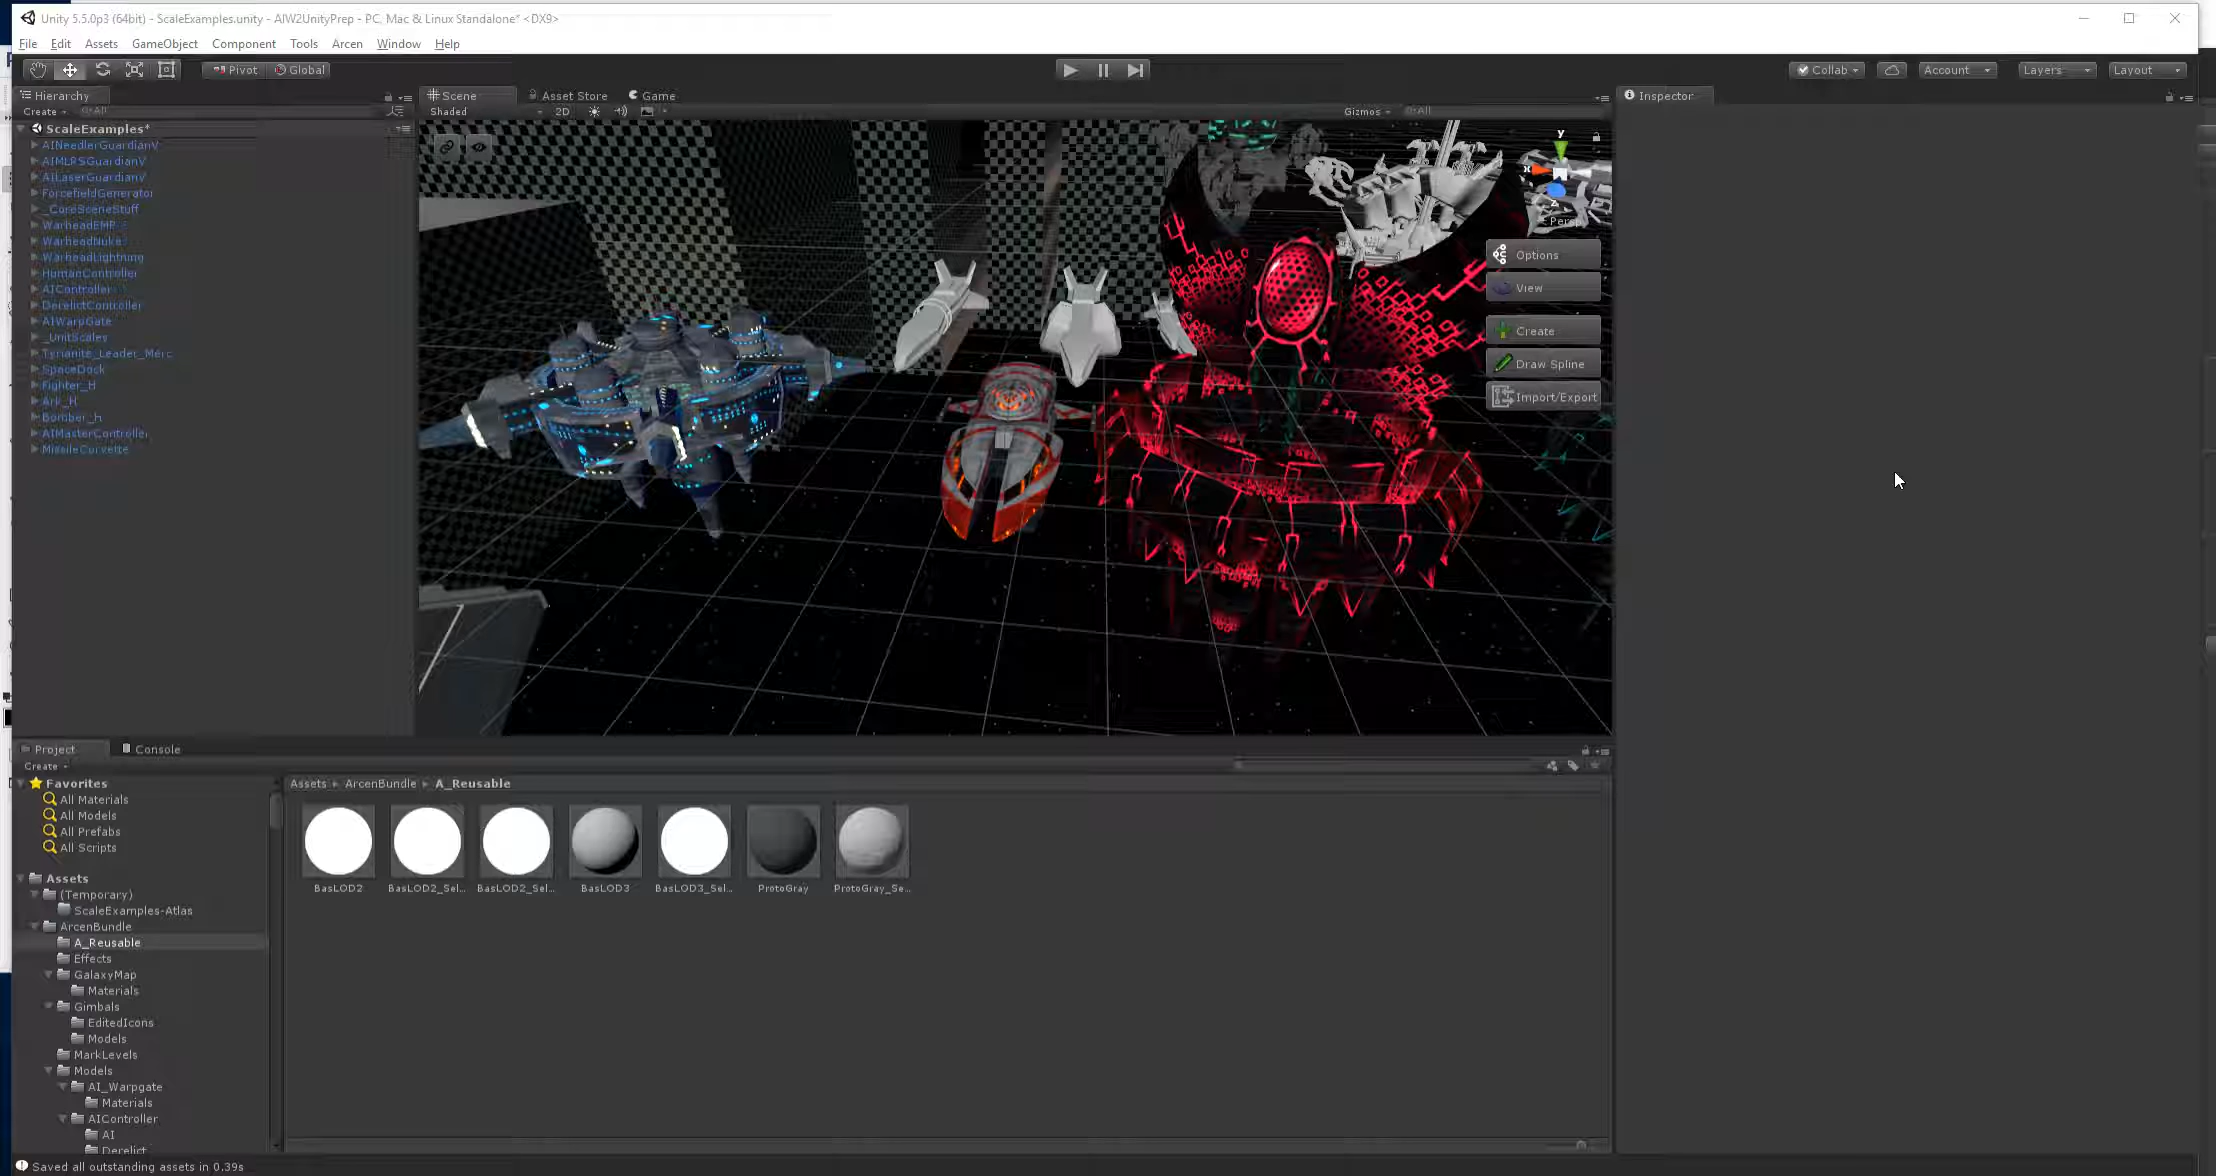 Unity 5.5.0p3 (64bit) - ScaleExamples.unity - AIW2UnityPrep - PC, Mac & Linux Standalone* <DX9>
File Edit Assets GameObject Component Tools Arcen Window Help
Pivot Global Collab Account Layers Layout
Hierarchy
Create All
ScaleExamples*
AINeedlerGuardianV
AIMLRSGuardianV
AILaserGuardianV
ForcefieldGenerator
_CoreSceneStuff
WarheadEMP
WarheadNuke
WarheadLightning
HumanController
AIController
DerelictController
AIWarpGate
_UnitScales
Tyrianite_Leader_Merc
SpaceDock
Fighter_H
Ark_H
Bomber_H
AIMasterController
MissileCorvette
Scene Asset Store Game
Shaded 2D Gizmos All
y
x
z
Persp
Options
View
Create
Draw Spline
Import/Export
Inspector
Project Console
Create
Favorites
All Materials
All Models
All Prefabs
All Scripts
Assets
(Temporary)
ScaleExamples-Atlas
ArcenBundle
A_Reusable
Effects
GalaxyMap
Materials
Gimbals
EditedIcons
Models
MarkLevels
Models
AI_Warpgate
Materials
AIController
AI
Derelict
Assets ArcenBundle A_Reusable
BasLOD2 BasLOD2_Sel... BasLOD2_Sel... BasLOD3 BasLOD3_Sel... ProtoGray ProtoGray_Se...
Saved all outstanding assets in 0.39s